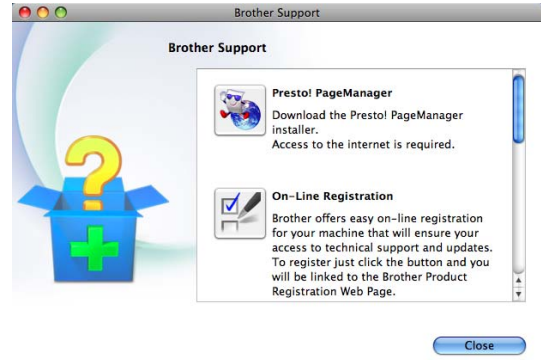 Brother Support
Brother Support
Presto! PageManager
Download the Presto! PageManager
installer.
Access to the internet is required.
On-Line Registration
Brother offers easy on-line registration
for your machine that will ensure your
access to technical support and updates.
To register just click the button and you
will be linked to the Brother Product
Registration Web Page.
Close